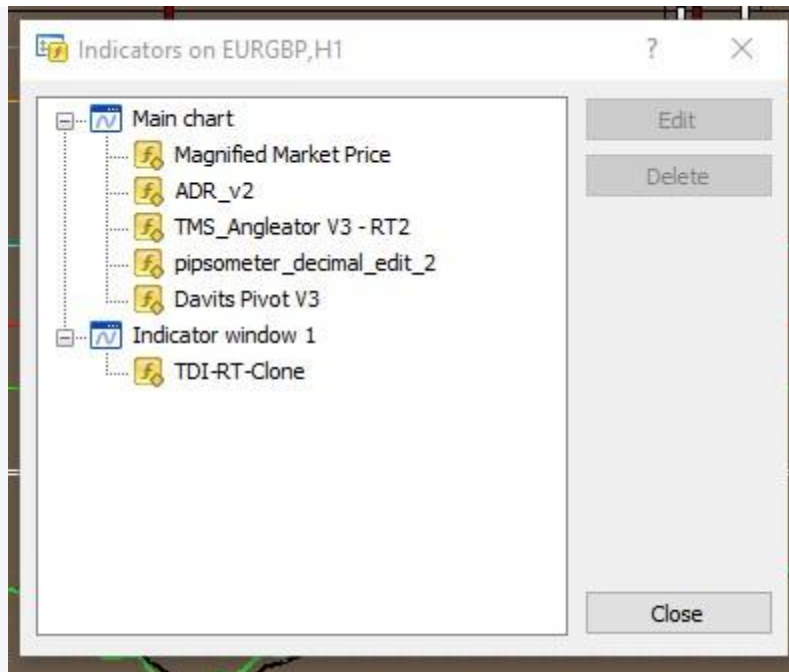 Indicators on EURGBP,H1
?
Main chart
Magnified Market Price
ADR_v2
TMS_Angleator V3 - RT2
pipsometer_decimal_edit_2
Davits Pivot V3
Indicator window 1
TDI-RT-Clone
Edit
Delete
Close